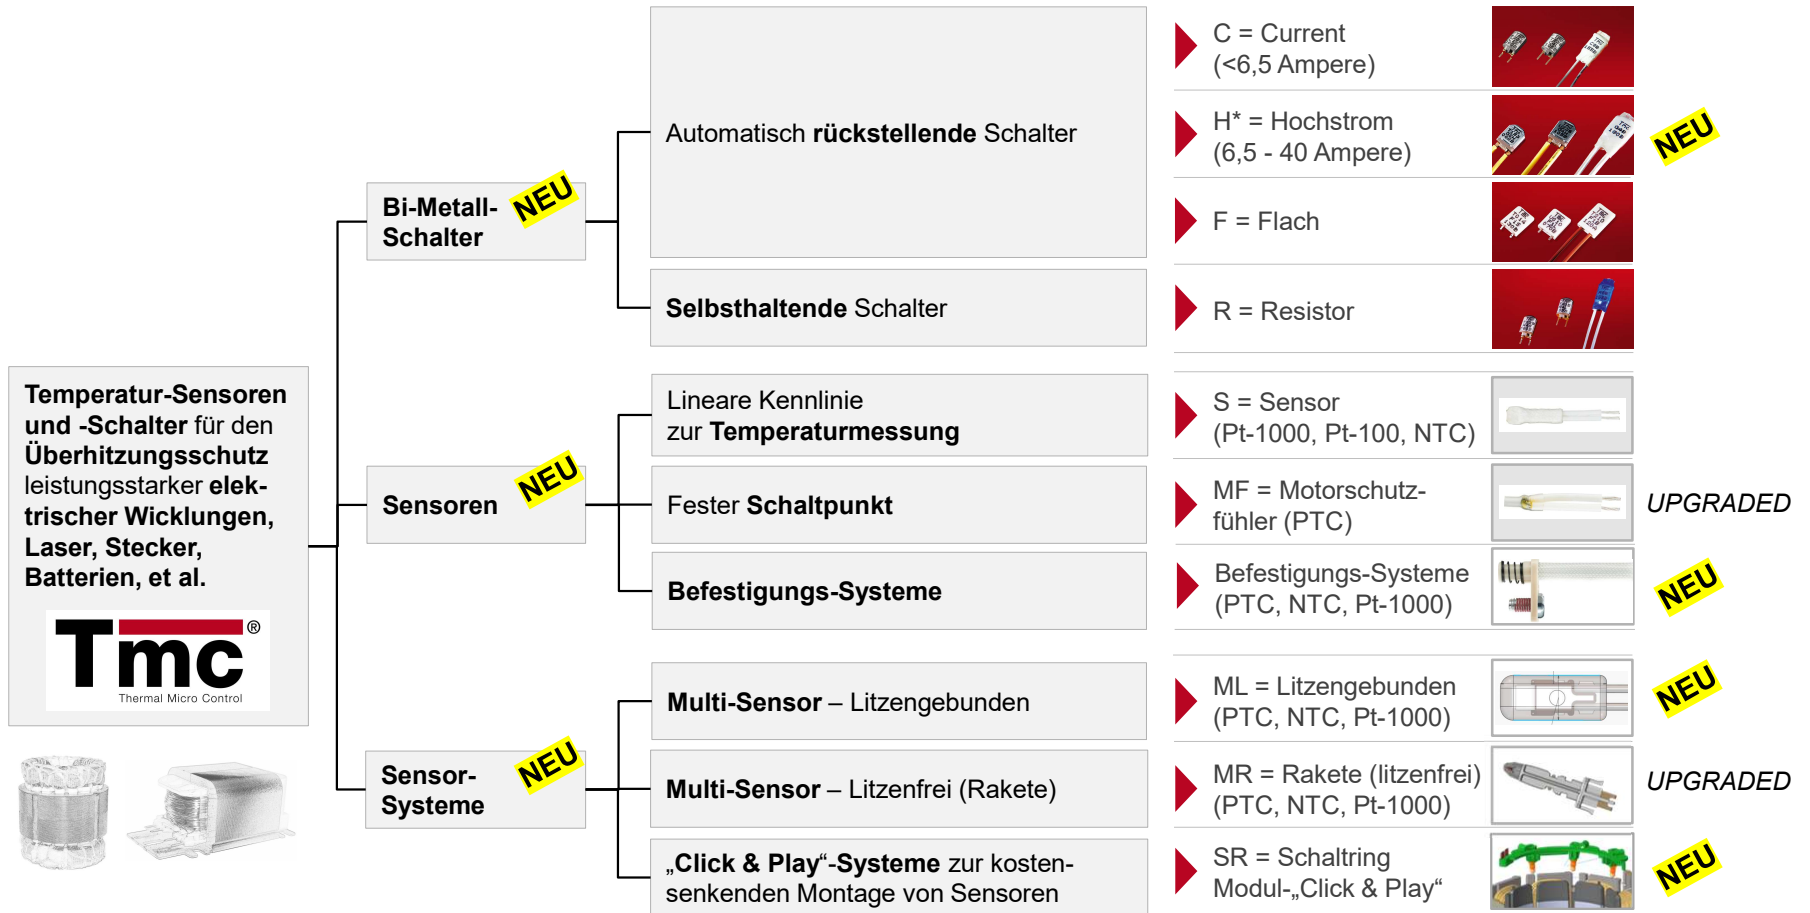 Temperatur-Sensoren
und -Schalter für den
Überhitzungsschutz
leistungsstarker elek-
trischer Wicklungen,
Laser, Stecker,
Batterien, et al.
Tmc®
Thermal Micro Control
Bi-Metall-
Schalter
NEU
Automatisch rückstellende Schalter
C = Current
(<6,5 Ampere)
H* = Hochstrom
(6,5 - 40 Ampere)
NEU
F = Flach
Selbsthaltende Schalter
R = Resistor
Sensoren
NEU
Lineare Kennlinie
zur Temperaturmessung
S = Sensor
(Pt-1000, Pt-100, NTC)
Fester Schaltpunkt
MF = Motorschutz-
fühler (PTC)
UPGRADED
Befestigungs-Systeme
Befestigungs-Systeme
(PTC, NTC, Pt-1000)
NEU
Sensor-
Systeme
NEU
Multi-Sensor – Litzengebunden
ML = Litzengebunden
(PTC, NTC, Pt-1000)
NEU
Multi-Sensor – Litzenfrei (Rakete)
MR = Rakete (litzenfrei)
(PTC, NTC, Pt-1000)
UPGRADED
„Click & Play“-Systeme zur kosten-
senkenden Montage von Sensoren
SR = Schaltring
Modul-„Click & Play“
NEU